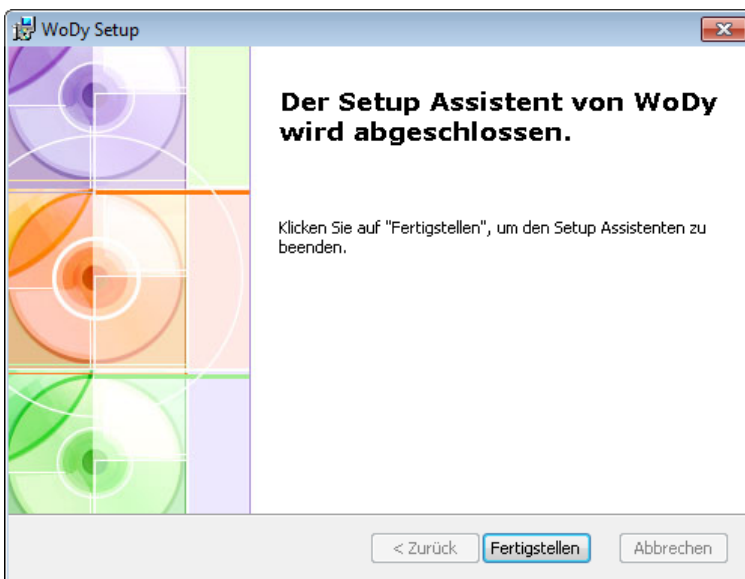 WoDy Setup
Der Setup Assistent von WoDy
wird abgeschlossen.
Klicken Sie auf "Fertigstellen", um den Setup Assistenten zu
beenden.
< Zurück Fertigstellen Abbrechen